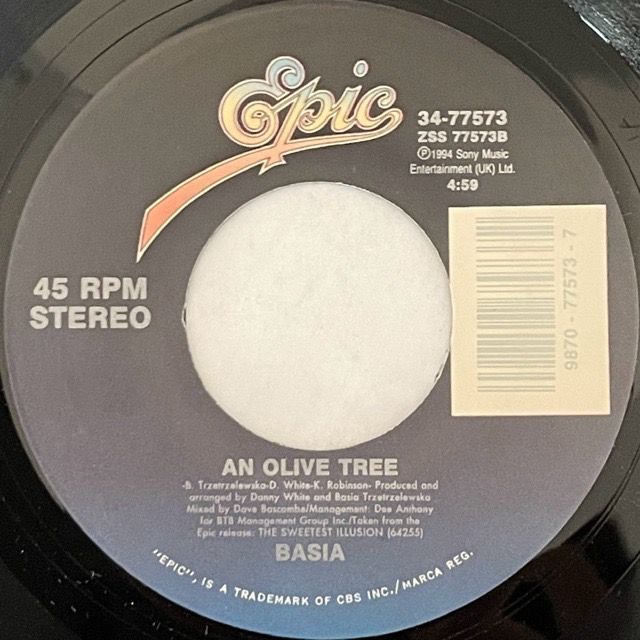 Epic
34-77573
ZSS 77573B
Ⓟ1994 Sony Music
Entertainment (UK) Ltd.
4:59
9870 - 77573 - 7
45 RPM
STEREO
AN OLIVE TREE
-B. Trzetrzelewska-D. White-K. Robinson- Produced and
arranged by Danny White and Basia Trzetrzelewska
Mixed by Dave Bascombe/Management: Dee Anthony
for BTB Management Group Inc./Taken from the
Epic release: THE SWEETEST ILLUSION (64255)
BASIA
"EPIC", IS A TRADEMARK OF CBS INC./MARCA REG.